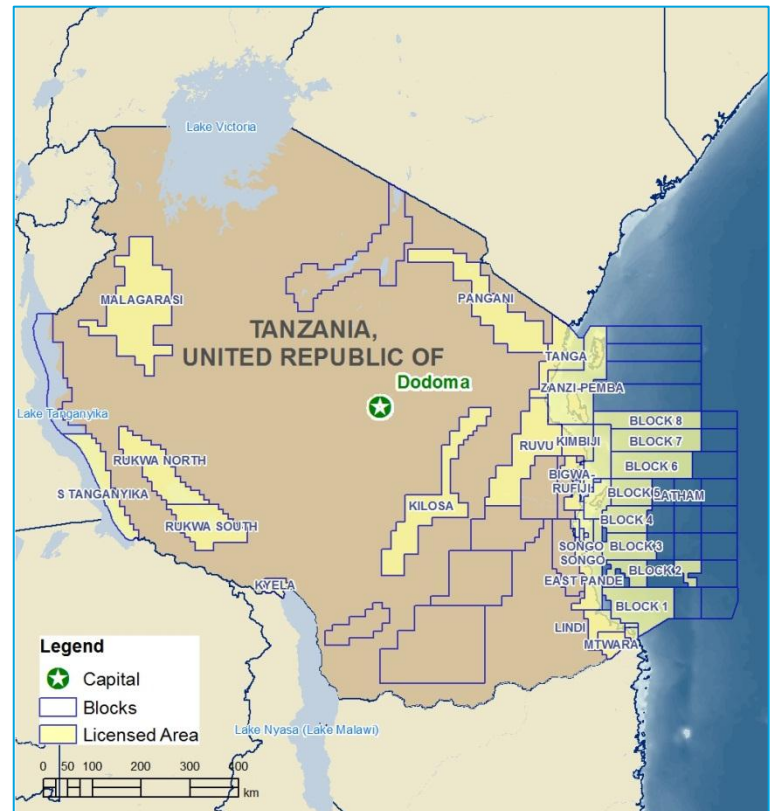 Lake Victoria
MALAGARASI
PANGANI
TANZANIA,
UNITED REPUBLIC OF
TANGA
Dodoma
ZANZI-PEMBA
Lake Tanganyika
BLOCK 8
RUVU
KIMBIJI
BLOCK 7
RUKWA NORTH
BLOCK 6
BIGWA-
RUFIJI
S TANGANYIKA
BLOCK 5
ATHAM
KILOSA
RUKWA SOUTH
BLOCK 4
SONGO
SONGO
BLOCK 3
BLOCK 2
KYELA
EAST PANDE
BLOCK 1
LINDI
MTWARA
Legend
Capital
Blocks
Licensed Area
Lake Nyasa (Lake Malawi)
0 50 100 200 300 400
km